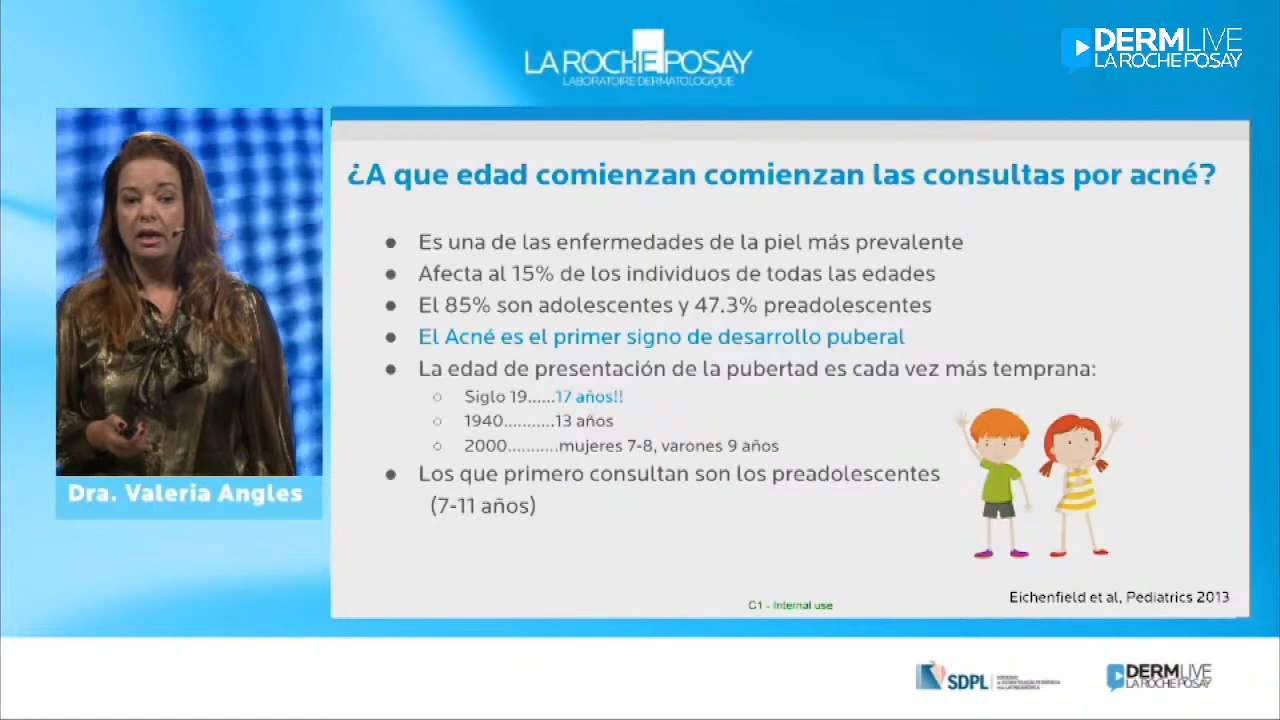 LA ROCHE POSAY
LABORATOIRE DERMATOLOGIQUE
DERMLIVE
LA ROCHE POSAY
¿A que edad comienzan comienzan las consultas por acné?
● Es una de las enfermedades de la piel más prevalente
● Afecta al 15% de los individuos de todas las edades
● El 85% son adolescentes y 47.3% preadolescentes
● El Acné es el primer signo de desarrollo puberal
● La edad de presentación de la pubertad es cada vez más temprana:
○ Siglo 19......17 años!!
○ 1940...........13 años
○ 2000...........mujeres 7-8, varones 9 años
● Los que primero consultan son los preadolescentes
(7-11 años)
Dra. Valeria Angles
Eichenfield et al, Pediatrics 2013
C1 - Internal use
SDPL
DERMLIVE
LA ROCHE POSAY